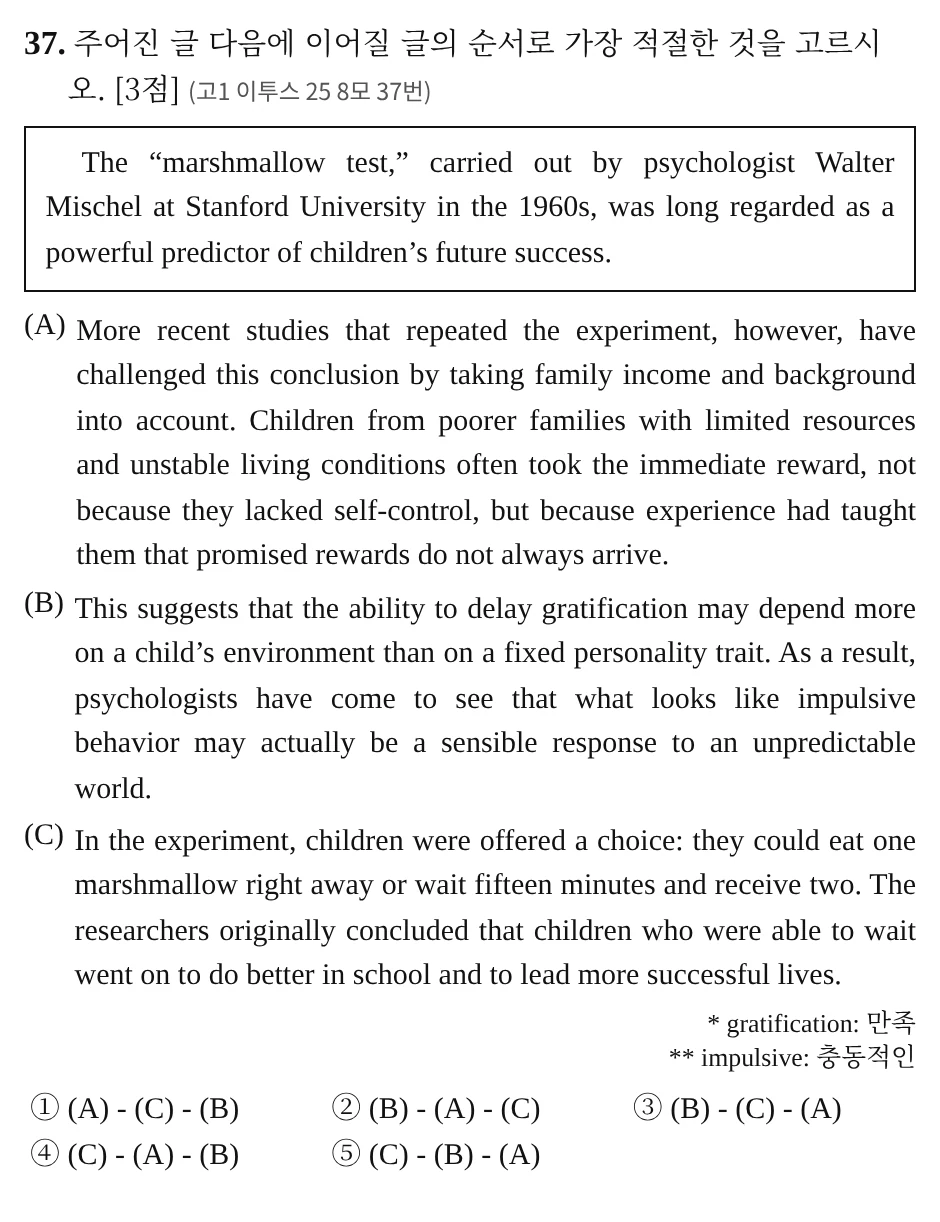 37. 주어진 글 다음에 이어질 글의 순서로 가장 적절한 것을 고르시
오. [3점] (고1 이투스 25 8모 37번)
The “marshmallow test,” carried out by psychologist Walter
Mischel at Stanford University in the 1960s, was long regarded as a
powerful predictor of children’s future success.
(A) More recent studies that repeated the experiment, however, have
challenged this conclusion by taking family income and background
into account. Children from poorer families with limited resources
and unstable living conditions often took the immediate reward, not
because they lacked self-control, but because experience had taught
them that promised rewards do not always arrive.
(B) This suggests that the ability to delay gratification may depend more
on a child’s environment than on a fixed personality trait. As a result,
psychologists have come to see that what looks like impulsive
behavior may actually be a sensible response to an unpredictable
world.
(C) In the experiment, children were offered a choice: they could eat one
marshmallow right away or wait fifteen minutes and receive two. The
researchers originally concluded that children who were able to wait
went on to do better in school and to lead more successful lives.
* gratification: 만족
** impulsive: 충동적인
① (A) - (C) - (B) ② (B) - (A) - (C) ③ (B) - (C) - (A)
④ (C) - (A) - (B) ⑤ (C) - (B) - (A)